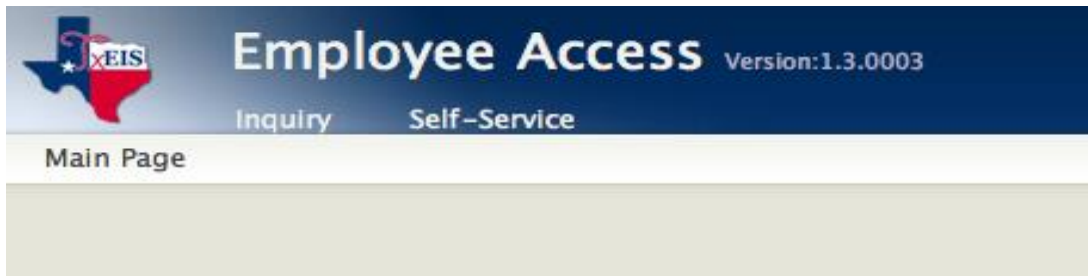 TxEIS
Employee Access Version:1.3.0003
Inquiry Self-Service
Main Page